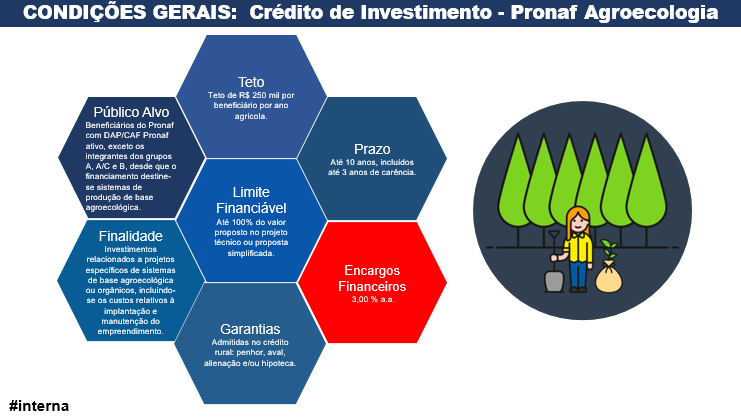 CONDIÇÕES GERAIS: Crédito de Investimento - Pronaf Agroecologia
Teto
Teto de R$ 250 mil por
beneficiário por ano
agrícola.
Público Alvo
Beneficiários do Pronaf
com DAP/CAF Pronaf
ativo, exceto os
integrantes dos grupos
A, A/C e B, desde que o
financiamento destine-
se sistemas de
produção de base
agroecológica.
Prazo
Até 10 anos, incluídos
até 3 anos de carência.
Limite
Financiável
Até 100% do valor
proposto no projeto
técnico ou proposta
simplificada.
Finalidade
Investimentos
relacionados a projetos
específicos de sistemas
de base agroecológica
ou orgânicos, incluindo-
se os custos relativos à
implantação e
manutenção do
empreendimento.
Encargos
Financeiros
3,00 % a.a.
Garantias
Admitidas no crédito
rural: penhor, aval,
alienação e/ou hipoteca.
#interna